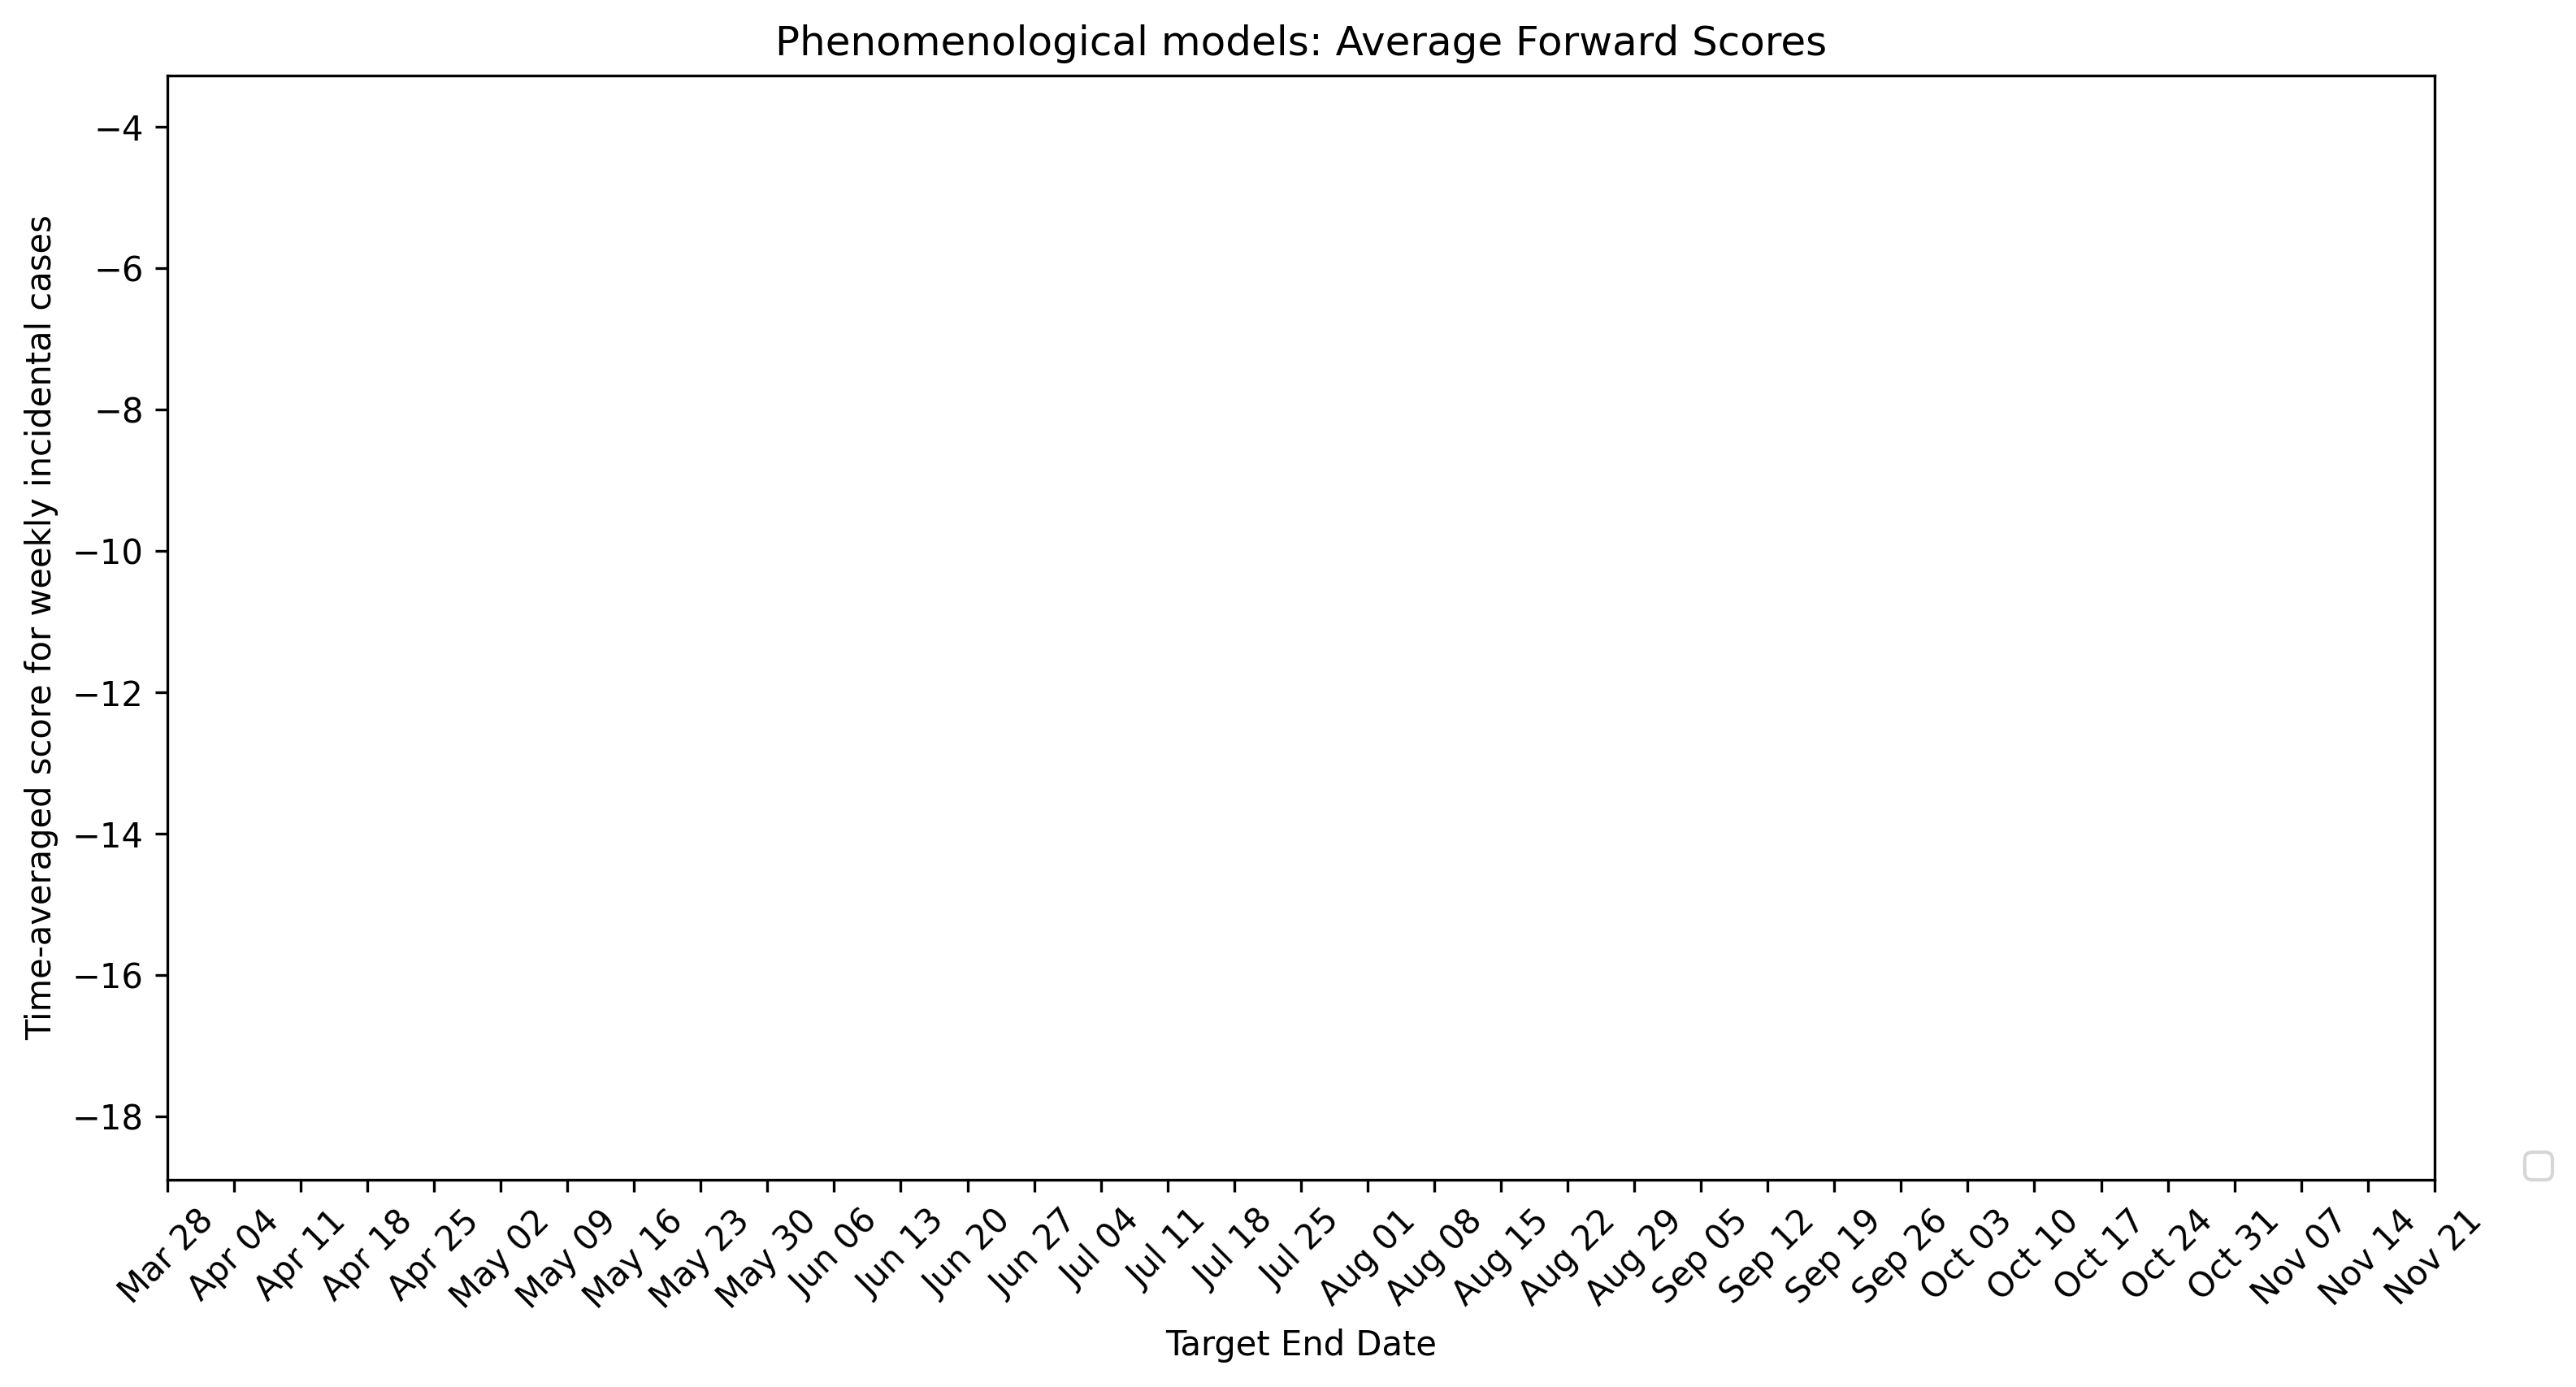 Phenomenological models: Average Forward Scores
Time-averaged score for weekly incidental cases
−4
−6
−8
−10
−12
−14
−16
−18
Mar 28
Apr 04
Apr 11
Apr 18
Apr 25
May 02
May 09
May 16
May 23
May 30
Jun 06
Jun 13
Jun 20
Jun 27
Jul 04
Jul 11
Jul 18
Jul 25
Aug 01
Aug 08
Aug 15
Aug 22
Aug 29
Sep 05
Sep 12
Sep 19
Sep 26
Oct 03
Oct 10
Oct 17
Oct 24
Oct 31
Nov 07
Nov 14
Nov 21
Target End Date